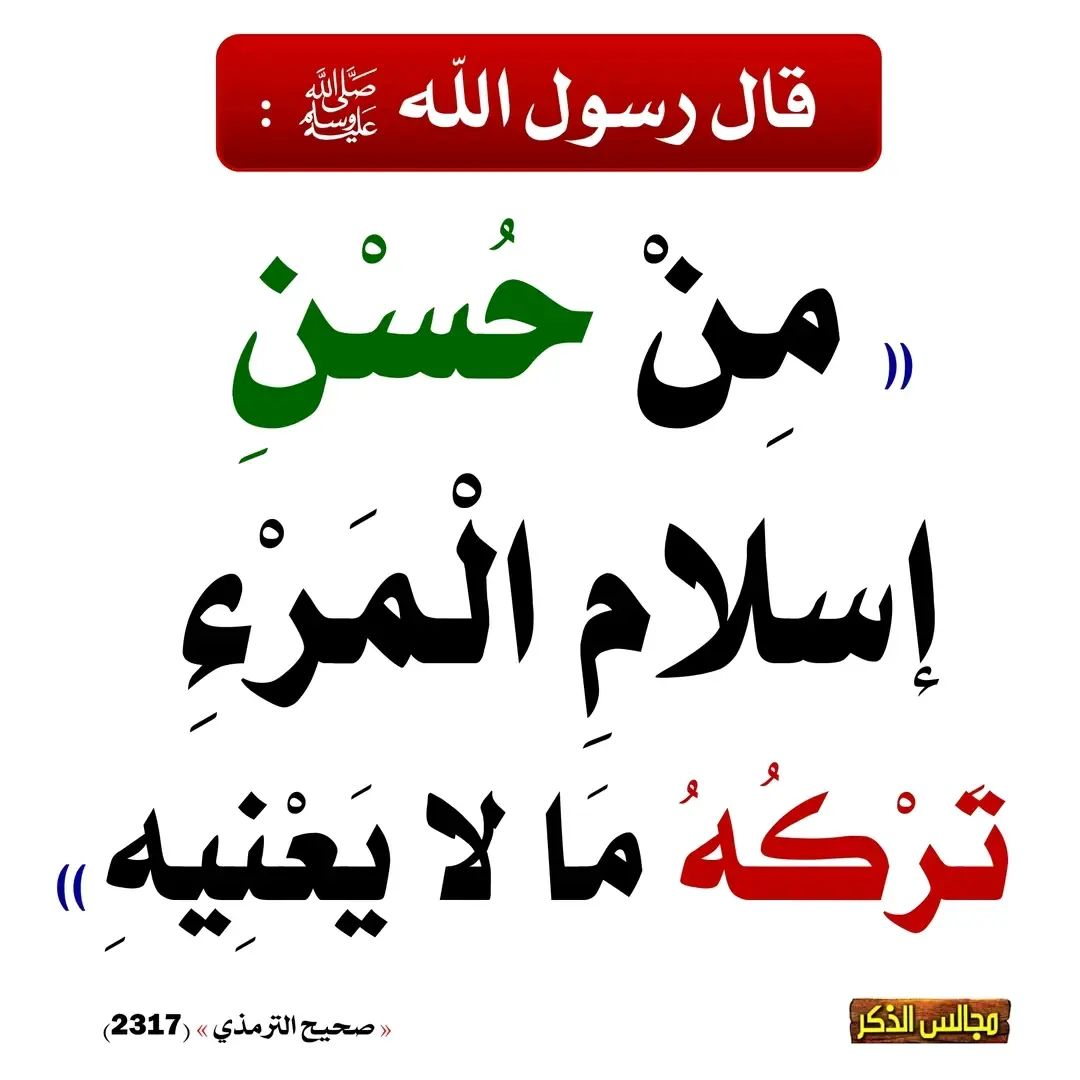 قال رسول الله ﷺ :
(( مِنْ حُسْنِ
إسلامِ الْمَرْءِ
تَرْكُهُ مَا لا يَعْنِيهِ ))
« صحيح الترمذي » (2317)
مجالس الذكر